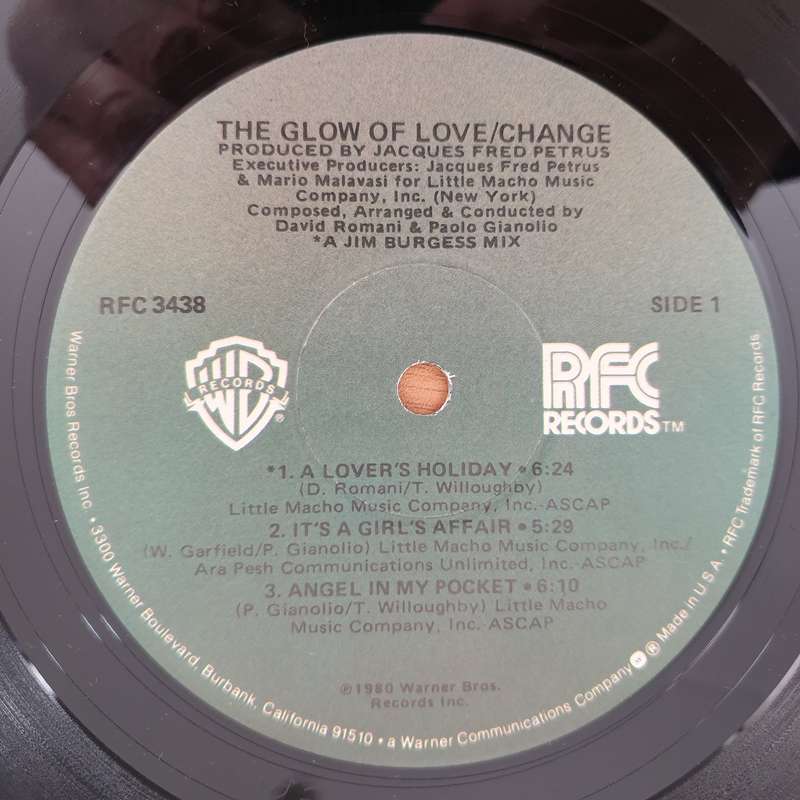 THE GLOW OF LOVE/CHANGE
PRODUCED BY JACQUES FRED PETRUS
Executive Producers: Jacques Fred Petrus
& Mario Malavasi for Little Macho Music
Company, Inc. (New York)
Composed, Arranged & Conducted by
David Romani & Paolo Gianolio
*A JIM BURGESS MIX
RFC 3438
SIDE 1
W
RECORDS
®
RFC
RECORDS™
*1. A LOVER'S HOLIDAY • 6:24
(D. Romani/T. Willoughby)
Little Macho Music Company, Inc.-ASCAP
2. IT'S A GIRL'S AFFAIR • 5:29
(W. Garfield/P. Gianolio) Little Macho Music Company, Inc./
Ara Pesh Communications Unlimited, Inc.-ASCAP
3. ANGEL IN MY POCKET • 6:10
(P. Gianolio/T. Willoughby) Little Macho
Music Company, Inc.-ASCAP
℗1980 Warner Bros.
Records Inc.
Warner Bros Records Inc. • 3300 Warner Boulevard, Burbank, California 91510 • a Warner Communications Company ® Made in U.S.A. • RFC Trademark of RFC Records